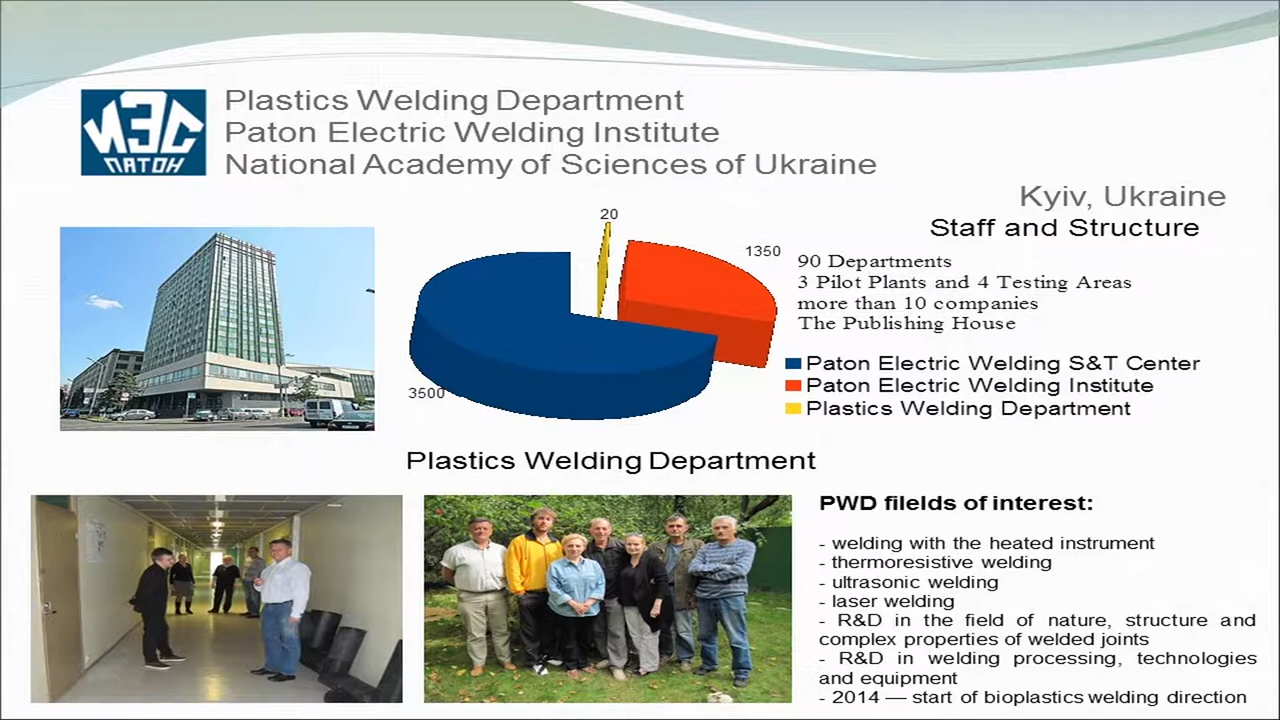 ИЭС
ПАТОН
Plastics Welding Department
Paton Electric Welding Institute
National Academy of Sciences of Ukraine
Kyiv, Ukraine
Staff and Structure
90 Departments
3 Pilot Plants and 4 Testing Areas
more than 10 companies
The Publishing House
20
1350
3500
Paton Electric Welding S&T Center
Paton Electric Welding Institute
Plastics Welding Department
Plastics Welding Department
PWD filelds of interest:
- welding with the heated instrument
- thermoresistive welding
- ultrasonic welding
- laser welding
- R&D in the field of nature, structure and
complex properties of welded joints
- R&D in welding processing, technologies
and equipment
- 2014 — start of bioplastics welding direction